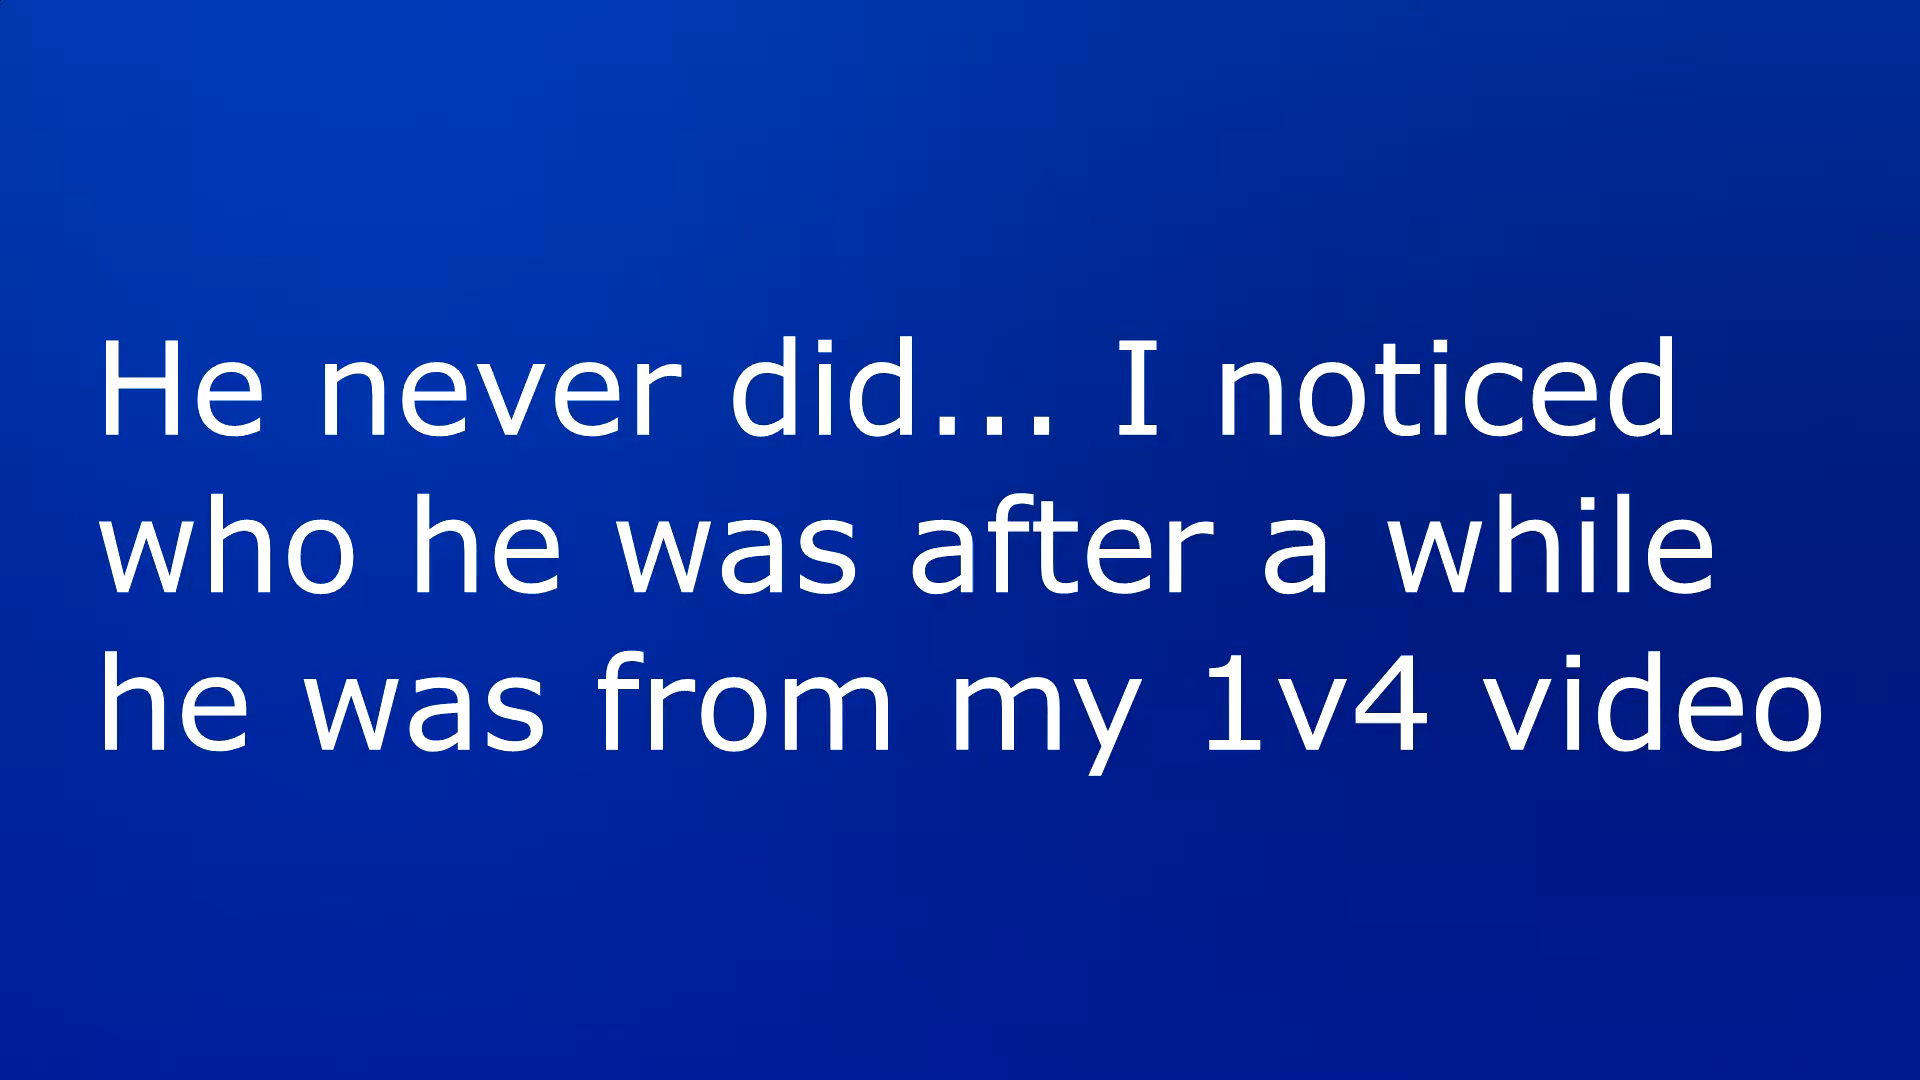 He never did... I noticed
who he was after a while
he was from my 1v4 video